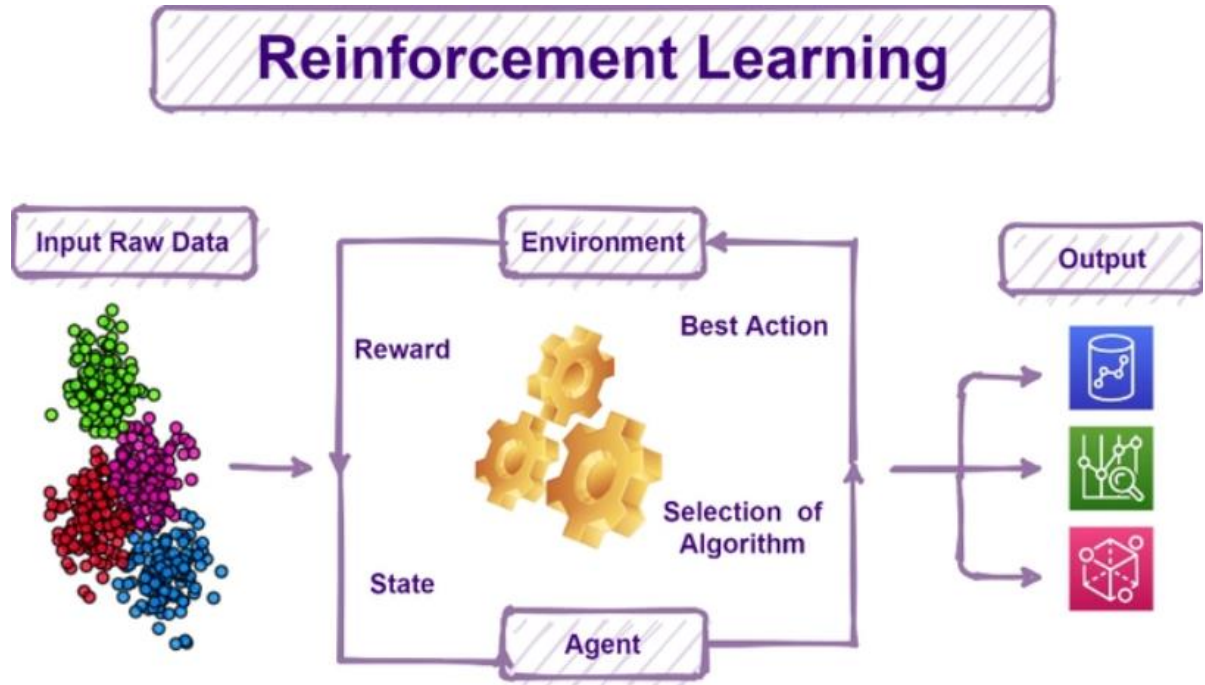 Reinforcement Learning
Input Raw Data
Environment
Output
Reward
Best Action
Selection of
Algorithm
State
Agent